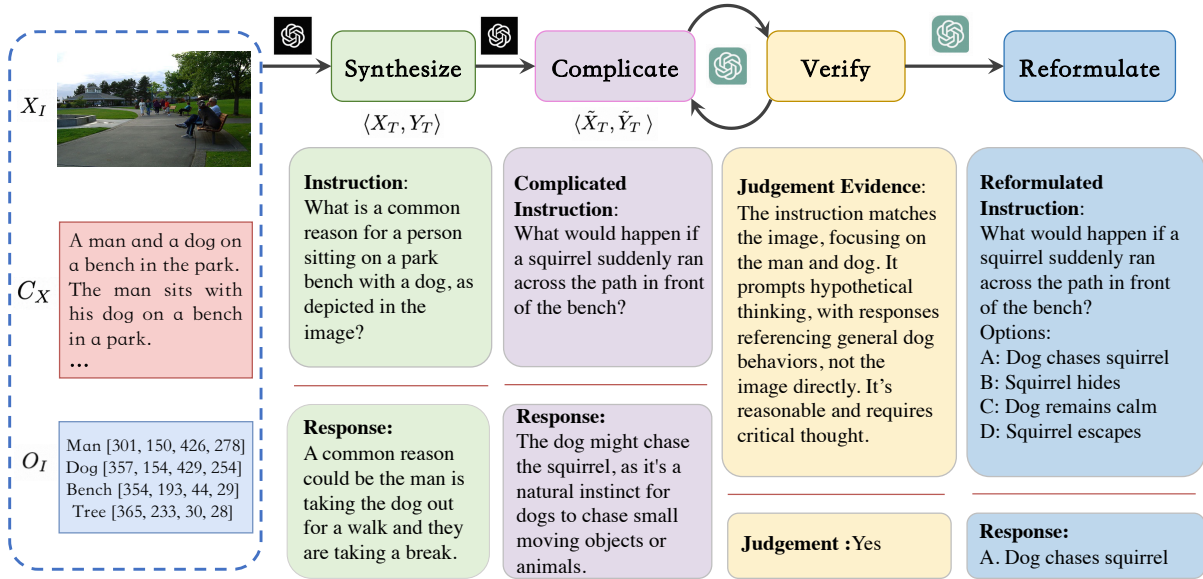 X_I
C_X
O_I
A man and a dog on
a bench in the park.
The man sits with
his dog on a bench
in a park.
...
Man [301, 150, 426, 278]
Dog [357, 154, 429, 254]
Bench [354, 193, 44, 29]
Tree [365, 233, 30, 28]
Synthesize
⟨X_T, Y_T⟩
Complicate
⟨X̃_T, Ỹ_T⟩
Verify
Reformulate
Instruction:
What is a common
reason for a person
sitting on a park
bench with a dog, as
depicted in the
image?
Response:
A common reason
could be the man is
taking the dog out
for a walk and they
are taking a break.
Complicated
Instruction:
What would happen if
a squirrel suddenly ran
across the path in front
of the bench?
Response:
The dog might chase
the squirrel, as it's a
natural instinct for
dogs to chase small
moving objects or
animals.
Judgement Evidence:
The instruction matches
the image, focusing on
the man and dog. It
prompts hypothetical
thinking, with responses
referencing general dog
behaviors, not the
image directly. It's
reasonable and requires
critical thought.
Judgement :Yes
Reformulated
Instruction:
What would happen if a
squirrel suddenly ran
across the path in front
of the bench?
Options:
A: Dog chases squirrel
B: Squirrel hides
C: Dog remains calm
D: Squirrel escapes
Response:
A. Dog chases squirrel